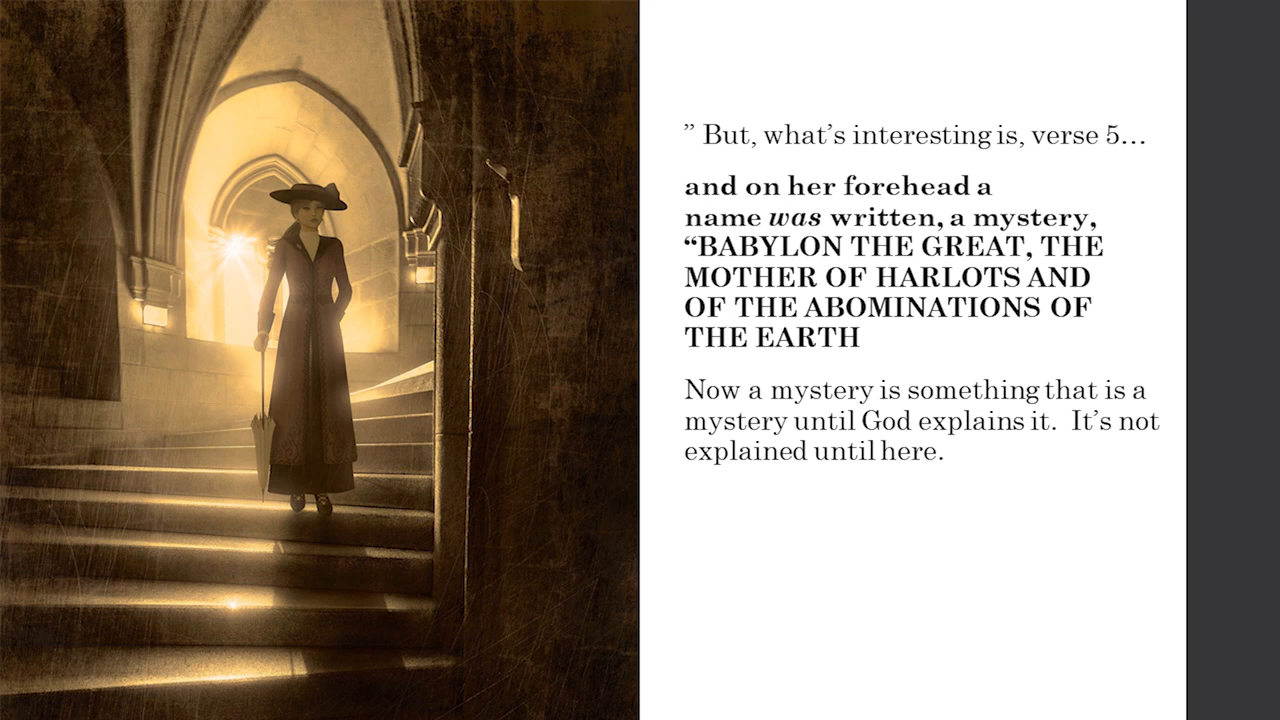 ” But, what’s interesting is, verse 5…
and on her forehead a
name was written, a mystery,
“BABYLON THE GREAT, THE
MOTHER OF HARLOTS AND
OF THE ABOMINATIONS OF
THE EARTH
Now a mystery is something that is a
mystery until God explains it.  It’s not
explained until here.